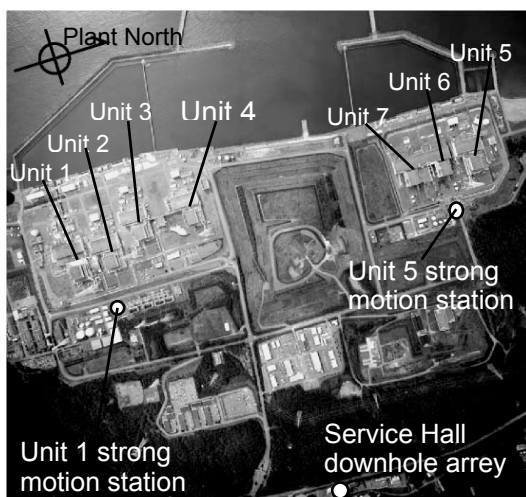 Plant North
Unit 5
Unit 6
Unit 3
Unit 4
Unit 7
Unit 2
Unit 1
Unit 5 strong
motion station
Service Hall
downhole arrey
Unit 1 strong
motion station